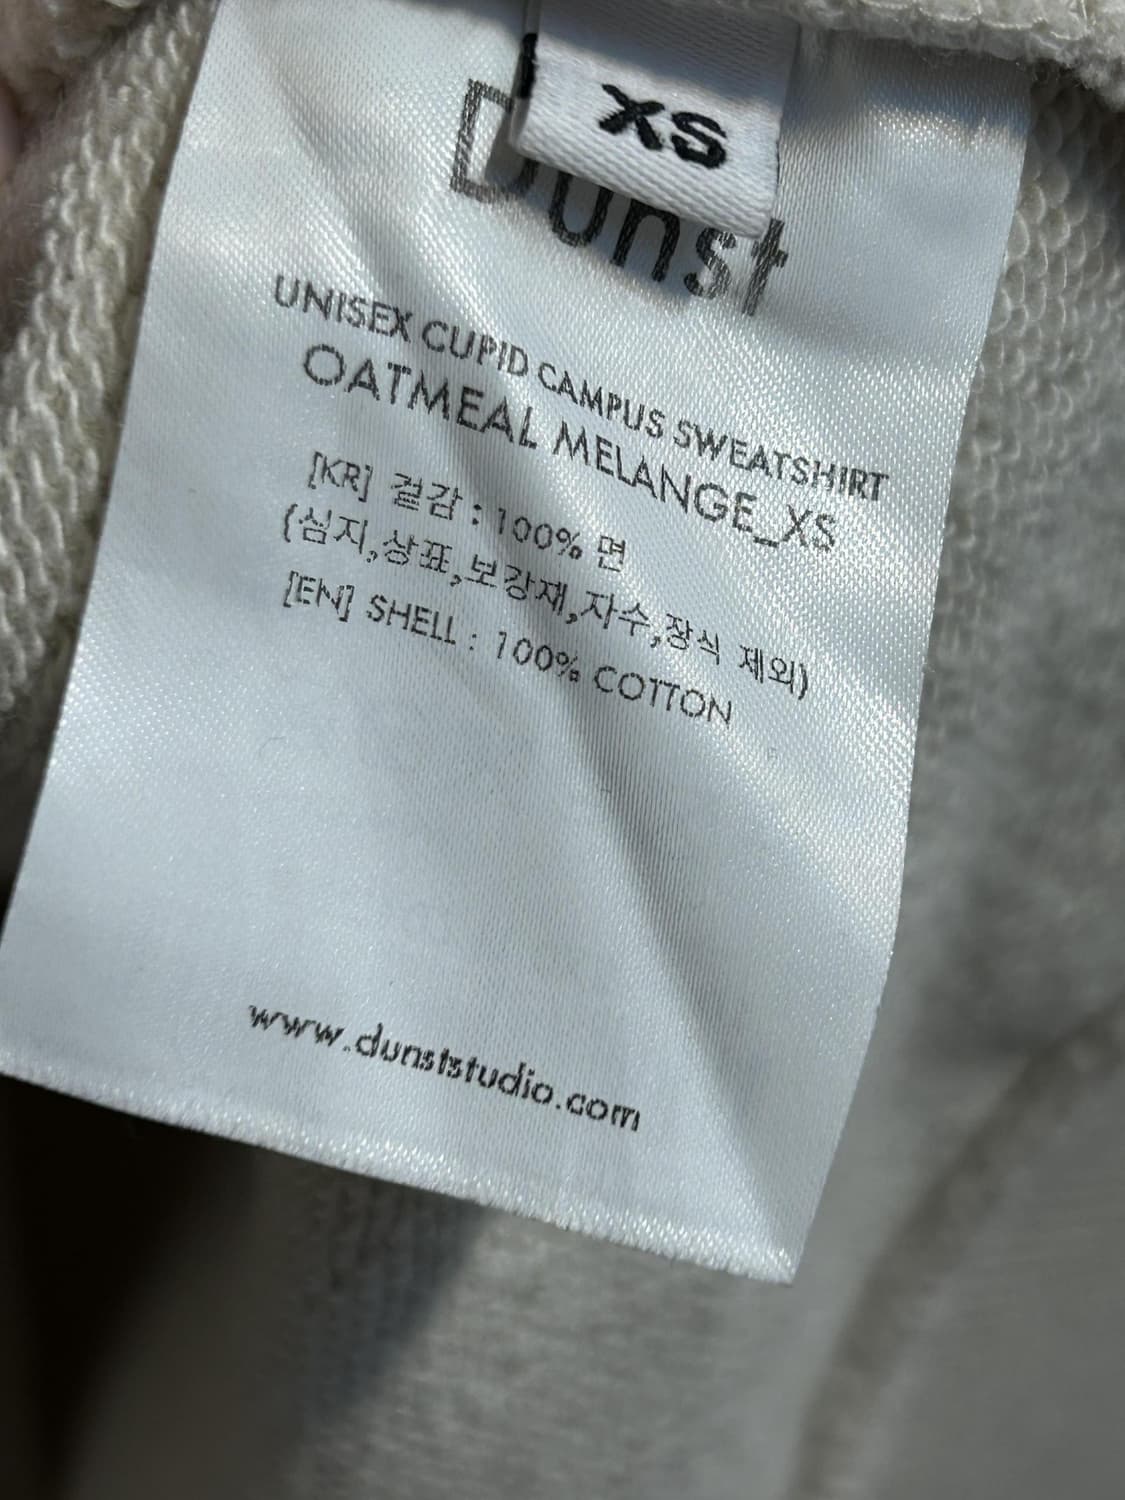 XS
Dunst
UNISEX CUPID CAMPUS SWEATSHIRT
OATMEAL MELANGE_XS
[KR] 겉감 : 100% 면
(심지,상표,보강재,자수,장식 제외)
[EN] SHELL : 100% COTTON
www.dunststudio.com